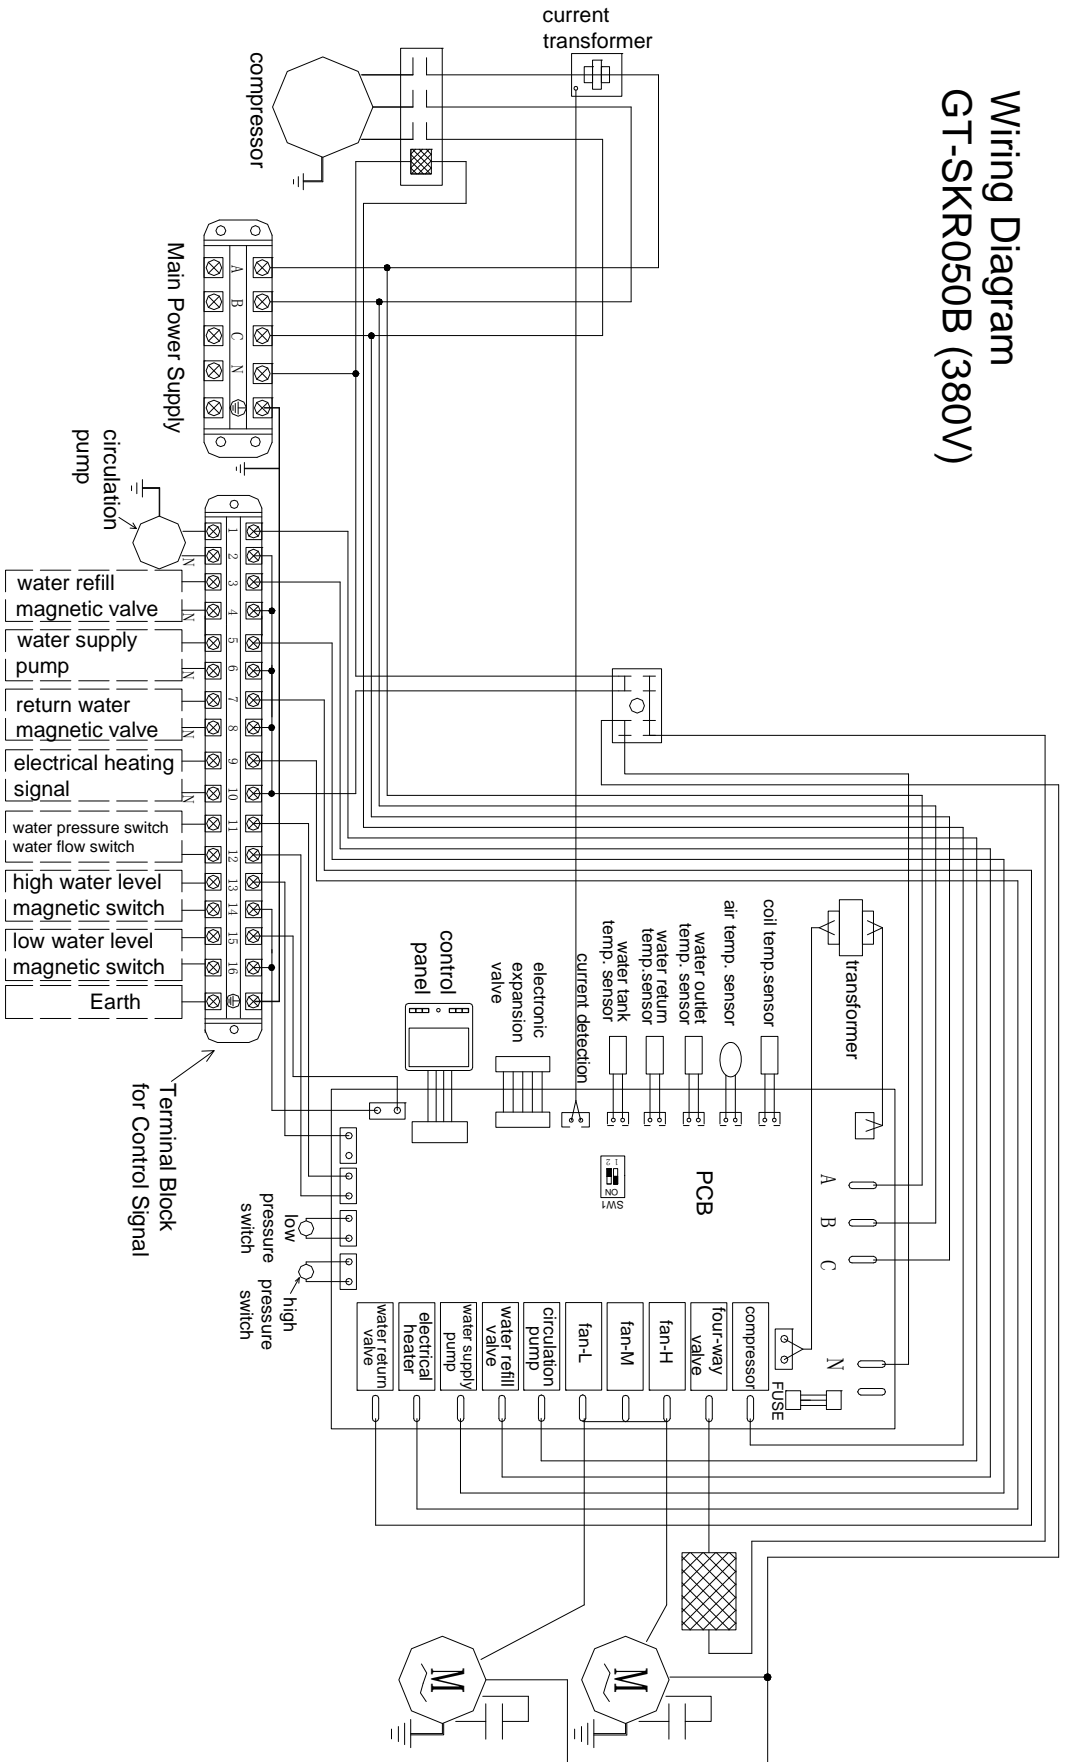 Wiring Diagram
GT-SKR050B (380V)
current
transformer
compressor
Main Power Supply
A
B
C
N
circulation
pump
1
2
3
4
5
6
7
8
9
10
11
12
13
14
15
16
N
N
N
N
N
water refill
magnetic valve
water supply
pump
return water
magnetic valve
electrical heating
signal
water pressure switch
water flow switch
high water level
magnetic switch
low water level
magnetic switch
Earth
Terminal Block
for Control Signal
control
panel
electronic
expansion
valve
current detection
water tank
temp. sensor
water return
temp.sensor
water outlet
temp. sensor
air temp. sensor
coil temp.sensor
transformer
PCB
1 2
ON
SW1
A
B
C
N
FUSE
low
pressure
switch
high
pressure
switch
water return
valve
electrical
heater
water supply
pump
water refill
valve
circulation
pump
fan-L
fan-M
fan-H
four-way
valve
compressor
M
M